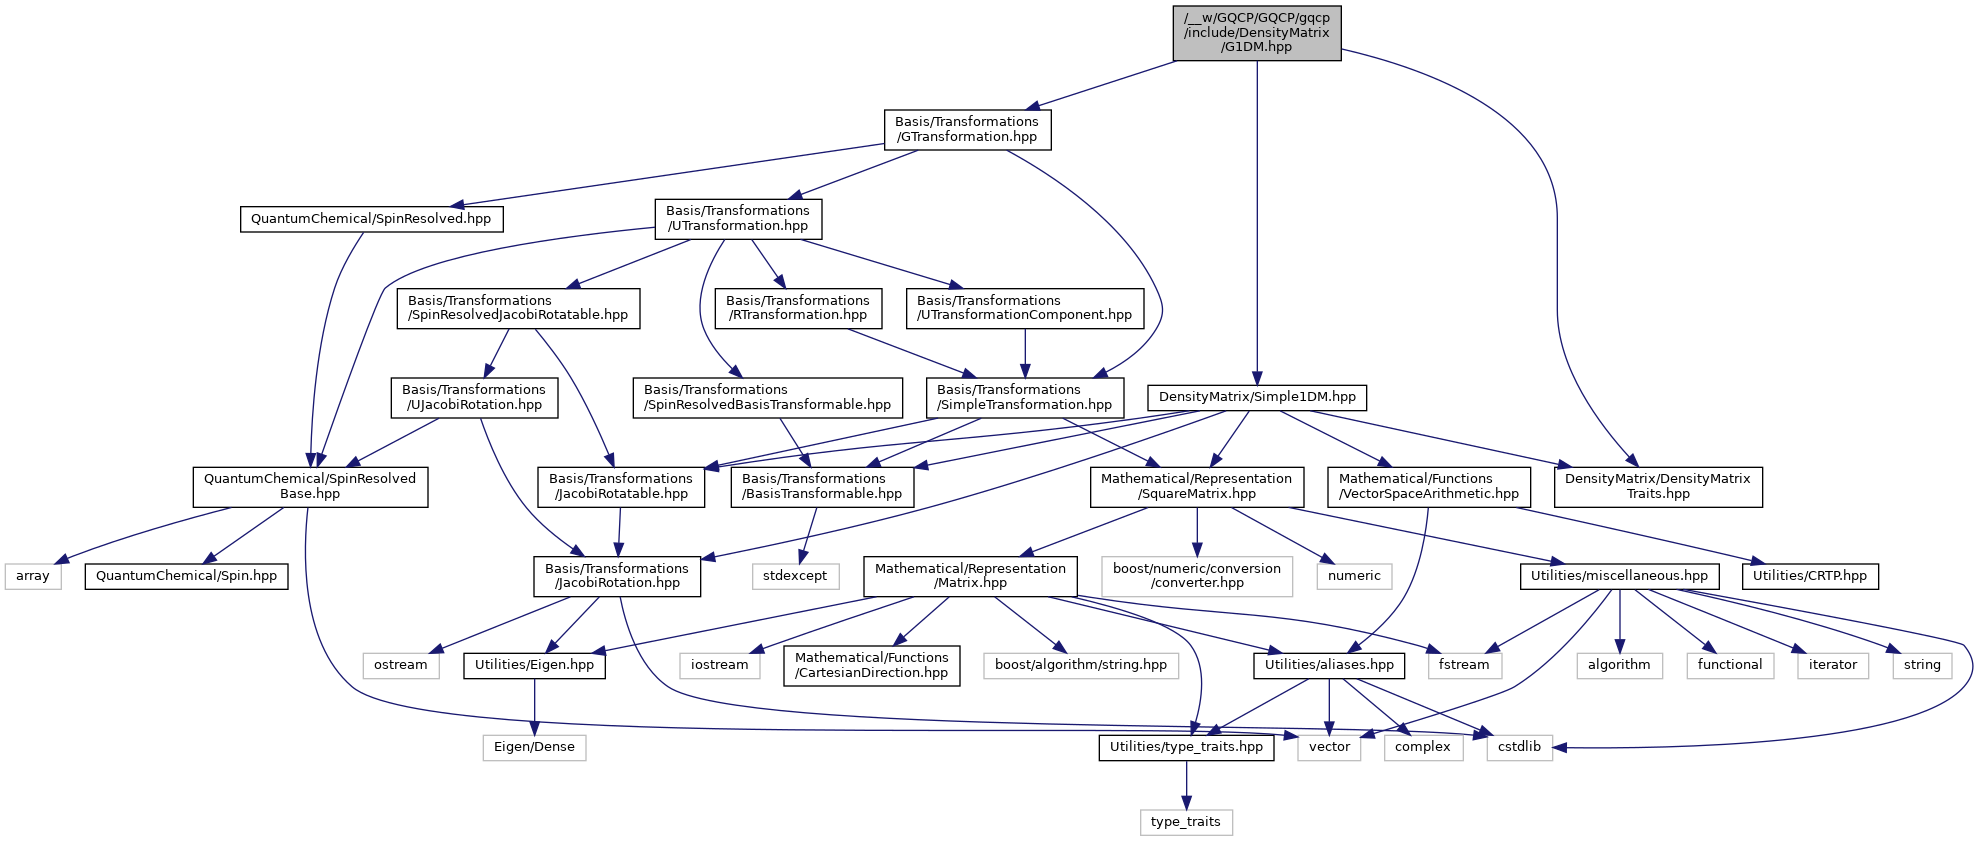 /__w/GQCP/GQCP/gqcp
/include/DensityMatrix
/G1DM.hpp
Basis/Transformations
/GTransformation.hpp
QuantumChemical/SpinResolved.hpp
Basis/Transformations
/UTransformation.hpp
Basis/Transformations
/SpinResolvedJacobiRotatable.hpp
Basis/Transformations
/RTransformation.hpp
Basis/Transformations
/UTransformationComponent.hpp
Basis/Transformations
/UJacobiRotation.hpp
Basis/Transformations
/SpinResolvedBasisTransformable.hpp
Basis/Transformations
/SimpleTransformation.hpp
DensityMatrix/Simple1DM.hpp
QuantumChemical/SpinResolved
Base.hpp
Basis/Transformations
/JacobiRotatable.hpp
Basis/Transformations
/BasisTransformable.hpp
Mathematical/Representation
/SquareMatrix.hpp
Mathematical/Functions
/VectorSpaceArithmetic.hpp
DensityMatrix/DensityMatrix
Traits.hpp
array
QuantumChemical/Spin.hpp
Basis/Transformations
/JacobiRotation.hpp
stdexcept
Mathematical/Representation
/Matrix.hpp
boost/numeric/conversion
/converter.hpp
numeric
Utilities/miscellaneous.hpp
Utilities/CRTP.hpp
ostream
Utilities/Eigen.hpp
iostream
Mathematical/Functions
/CartesianDirection.hpp
boost/algorithm/string.hpp
Utilities/aliases.hpp
fstream
algorithm
functional
iterator
string
Eigen/Dense
Utilities/type_traits.hpp
vector
complex
cstdlib
type_traits